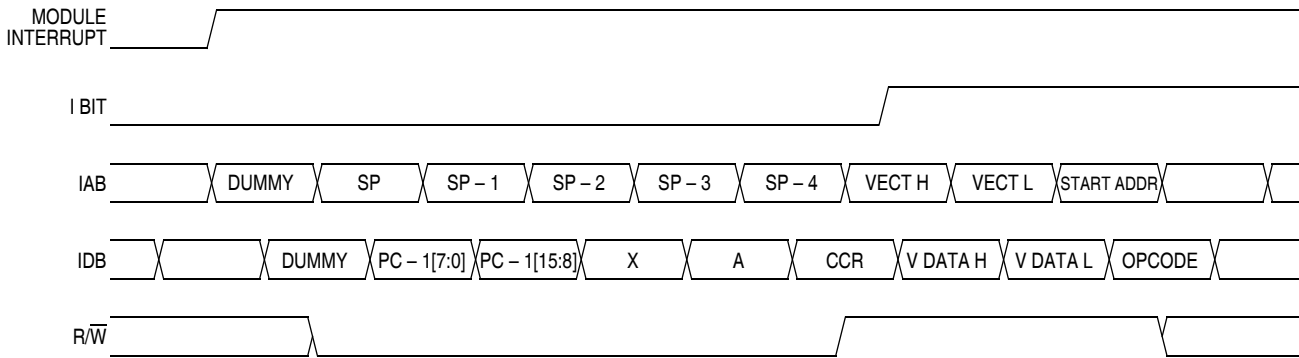 MODULE
INTERRUPT
I BIT
IAB DUMMY SP SP – 1 SP – 2 SP – 3 SP – 4 VECT H VECT L START ADDR
IDB DUMMY PC – 1[7:0] PC – 1[15:8] X A CCR V DATA H V DATA L OPCODE
R/W̅